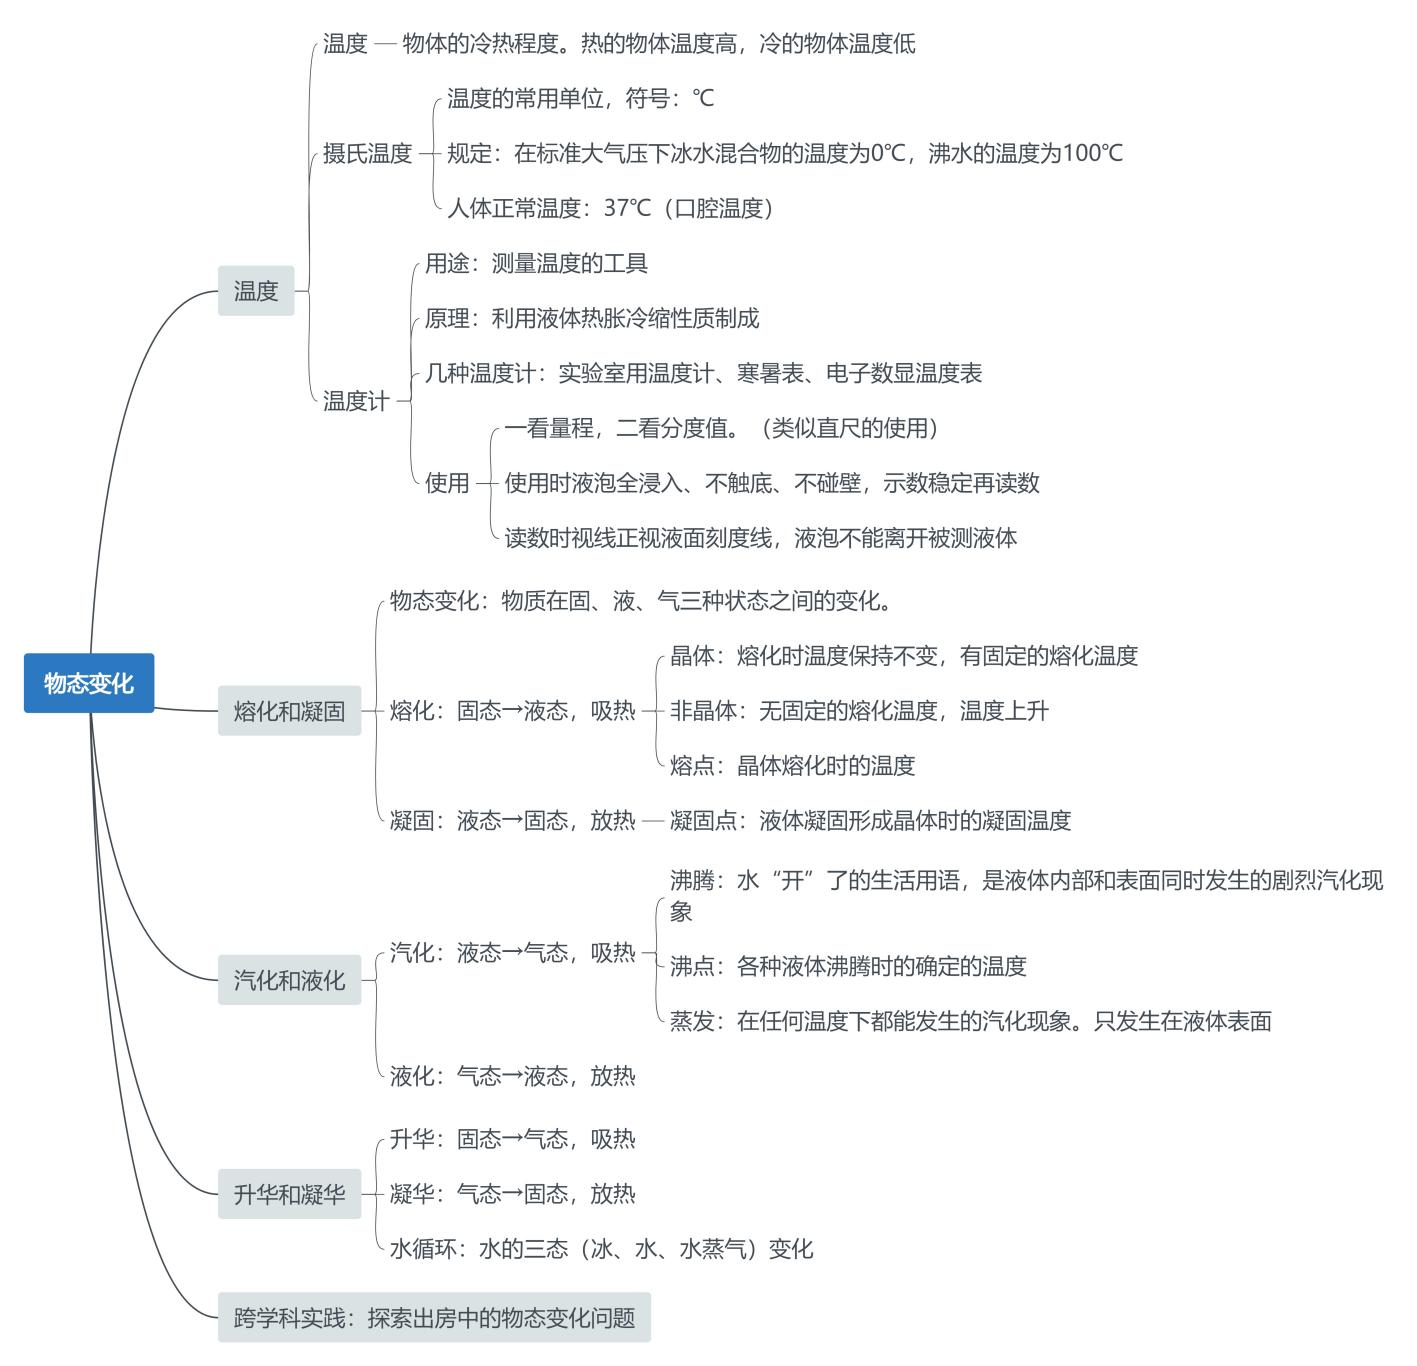 物态变化
温度
温度
物体的冷热程度。热的物体温度高，冷的物体温度低
摄氏温度
温度的常用单位，符号：℃
规定：在标准大气压下冰水混合物的温度为0℃，沸水的温度为100℃
人体正常温度：37℃（口腔温度）
温度计
用途：测量温度的工具
原理：利用液体热胀冷缩性质制成
几种温度计：实验室用温度计、寒暑表、电子数显温度表
使用
一看量程，二看分度值。（类似直尺的使用）
使用时液泡全浸入、不触底、不碰壁，示数稳定再读数
读数时视线正视液面刻度线，液泡不能离开被测液体
熔化和凝固
物态变化：物质在固、液、气三种状态之间的变化。
熔化：固态→液态，吸热
晶体：熔化时温度保持不变，有固定的熔化温度
非晶体：无固定的熔化温度，温度上升
熔点：晶体熔化时的温度
凝固：液态→固态，放热
凝固点：液体凝固形成晶体时的凝固温度
汽化和液化
汽化：液态→气态，吸热
沸腾：水“开”了的生活用语，是液体内部和表面同时发生的剧烈汽化现
象
沸点：各种液体沸腾时的确定的温度
蒸发：在任何温度下都能发生的汽化现象。只发生在液体表面
液化：气态→液态，放热
升华和凝华
升华：固态→气态，吸热
凝华：气态→固态，放热
水循环：水的三态（冰、水、水蒸气）变化
跨学科实践：探索出房中的物态变化问题